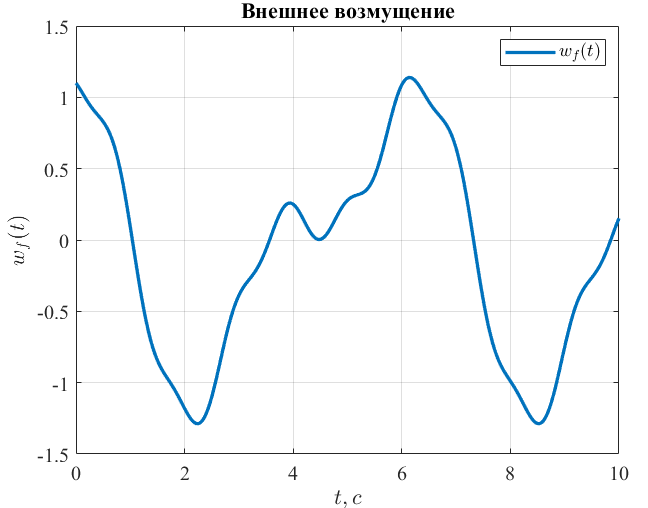 Внешнее возмущение
w_f(t)
1.5
1
0.5
0
-0.5
-1
-1.5
w_f(t)
0 2 4 6 8 10
t, c